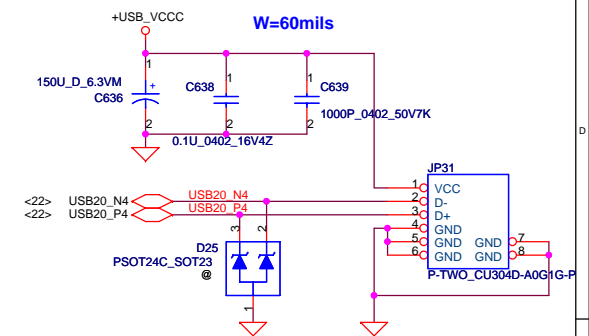 +USB_VCCC
W=60mils
1
1
1
150U_D_6.3VM
+
C636
C638
C639
2
2
2
1000P_0402_50V7K
0.1U_0402_16V4Z
D
JP31
<22> USB20_N4
USB20_N4
<22> USB20_P4
USB20_P4
1 VCC
2 D-
3 D+
4 GND
5 GND GND 7
6 GND GND 8
P-TWO_CU304D-A0G1G-P
3
2
D25
PSOT24C_SOT23
@
1